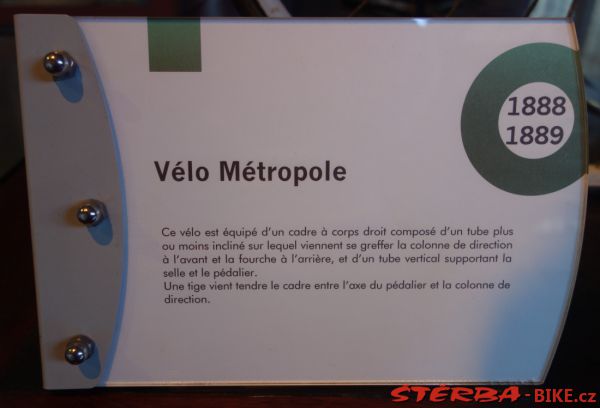 1888
1889
Vélo Métropole
Ce vélo est équipé d'un cadre à corps droit composé d'un tube plus
ou moins incliné sur lequel viennent se greffer la colonne de direction
à l'avant et la fourche à l'arrière, et d'un tube vertical supportant la
selle et le pédalier.
Une tige vient tendre le cadre entre l'axe du pédalier et la colonne de
direction.
ŠTĚRBA-BIKE.cz